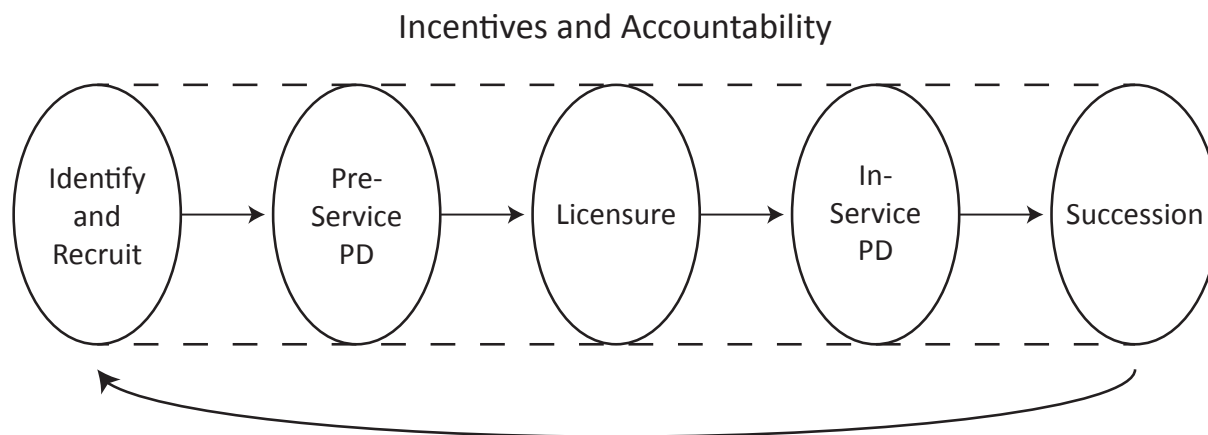 Incentives and Accountability
Identify
and
Recruit
Pre-
Service
PD
Licensure
In-
Service
PD
Succession